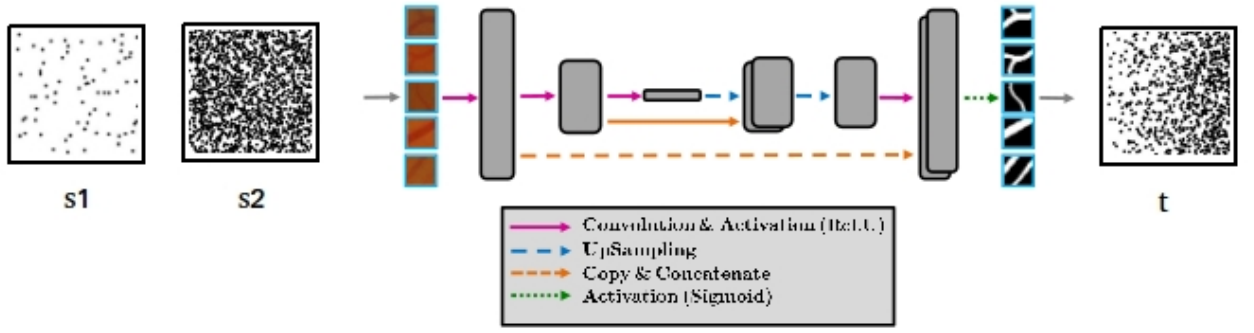 s1
s2
t
Convolution & Activation (ReLU)
UpSampling
Copy & Concatenate
Activation (Sigmoid)